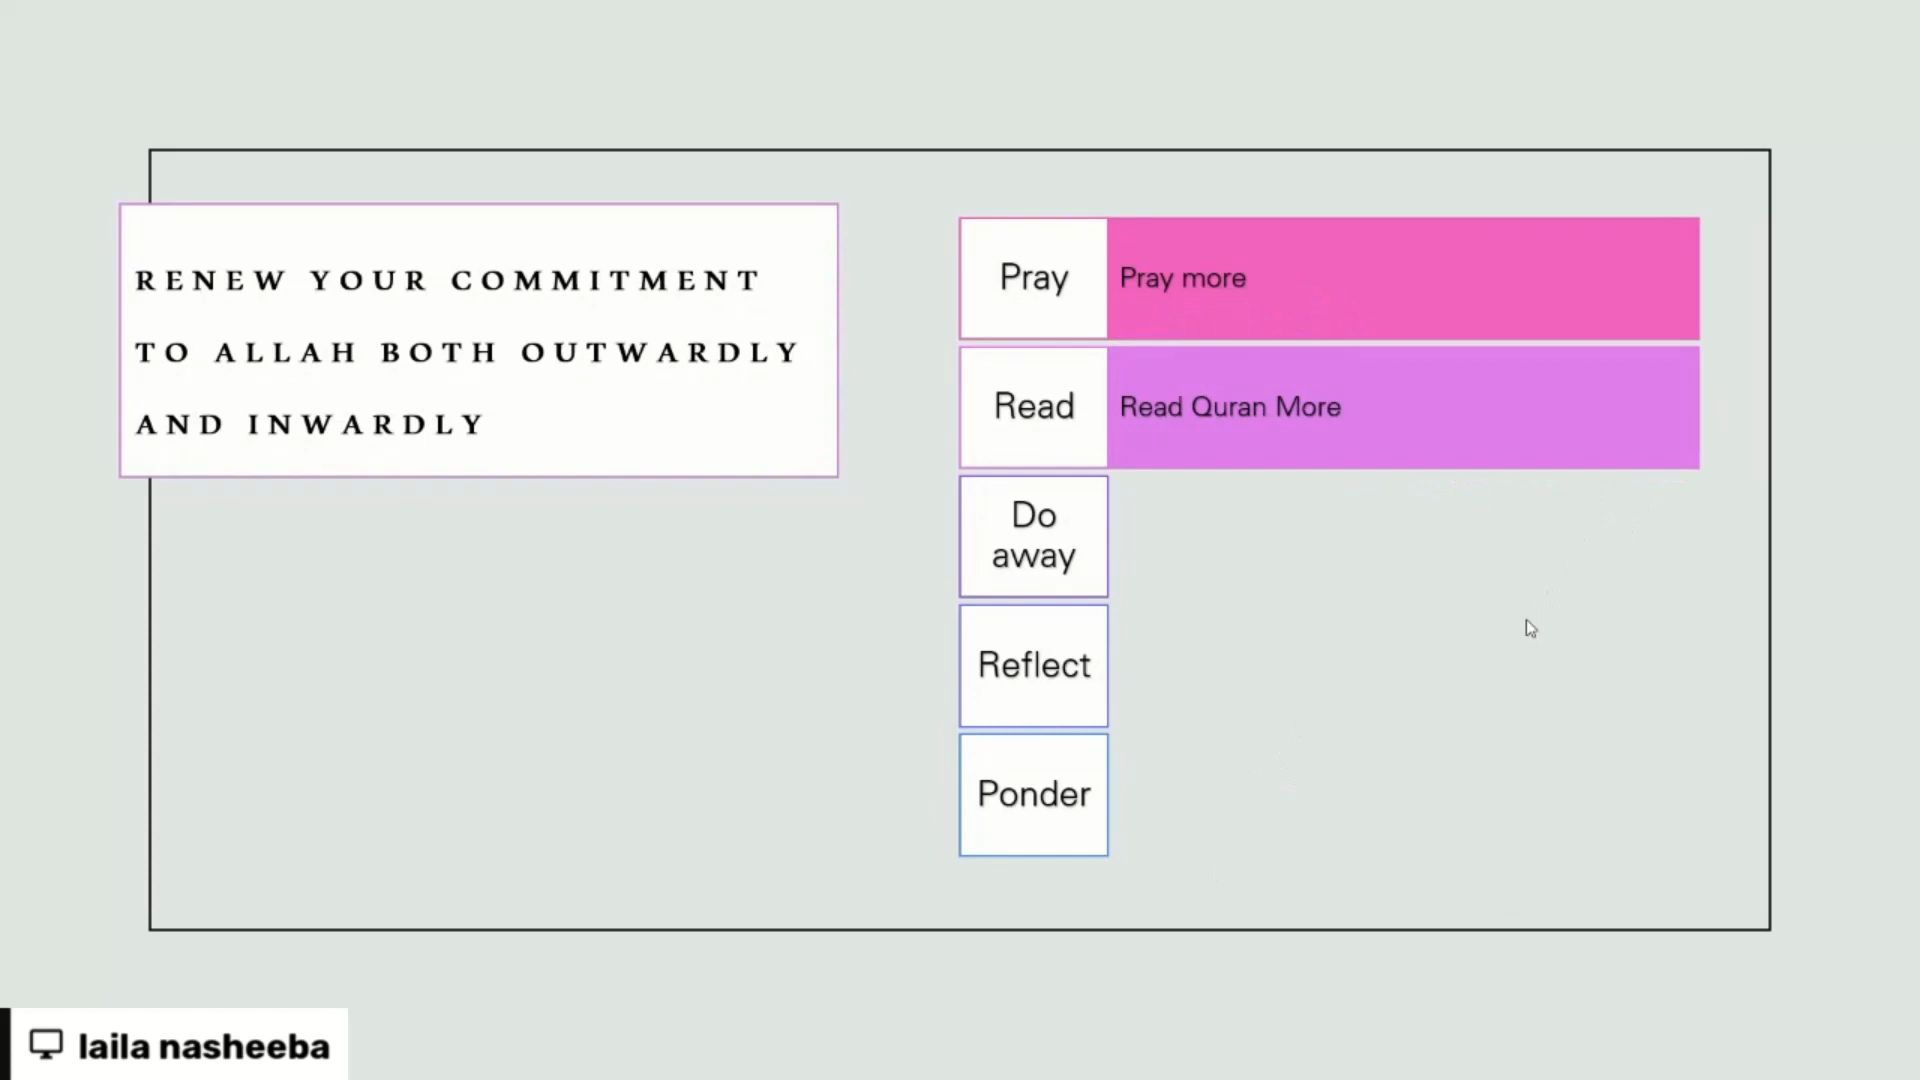 RENEW YOUR COMMITMENT
TO ALLAH BOTH OUTWARDLY
AND INWARDLY
Pray
Pray more
Read
Read Quran More
Do
away
Reflect
Ponder
laila nasheeba